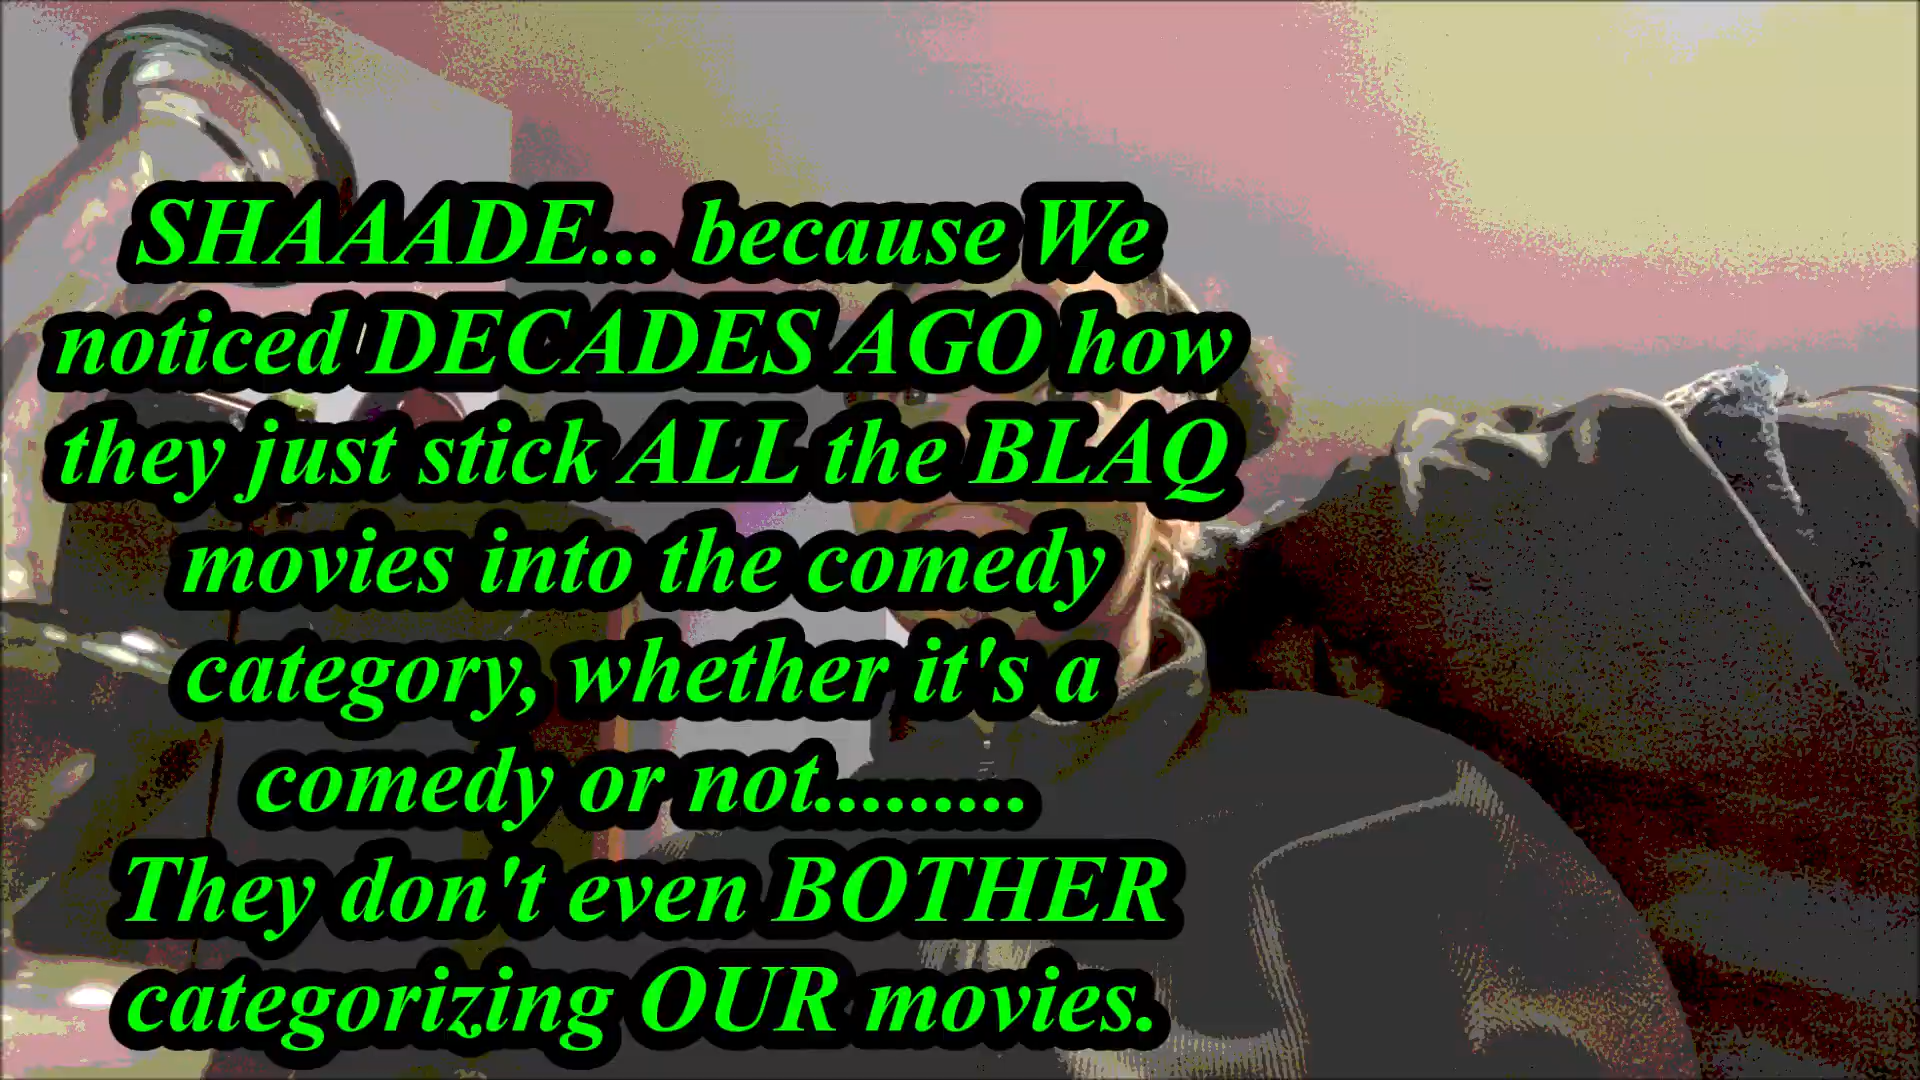 SHAAADE... because We
noticed DECADES AGO how
they just stick ALL the BLAQ
movies into the comedy
category, whether it's a
comedy or not.........
They don't even BOTHER
categorizing OUR movies.